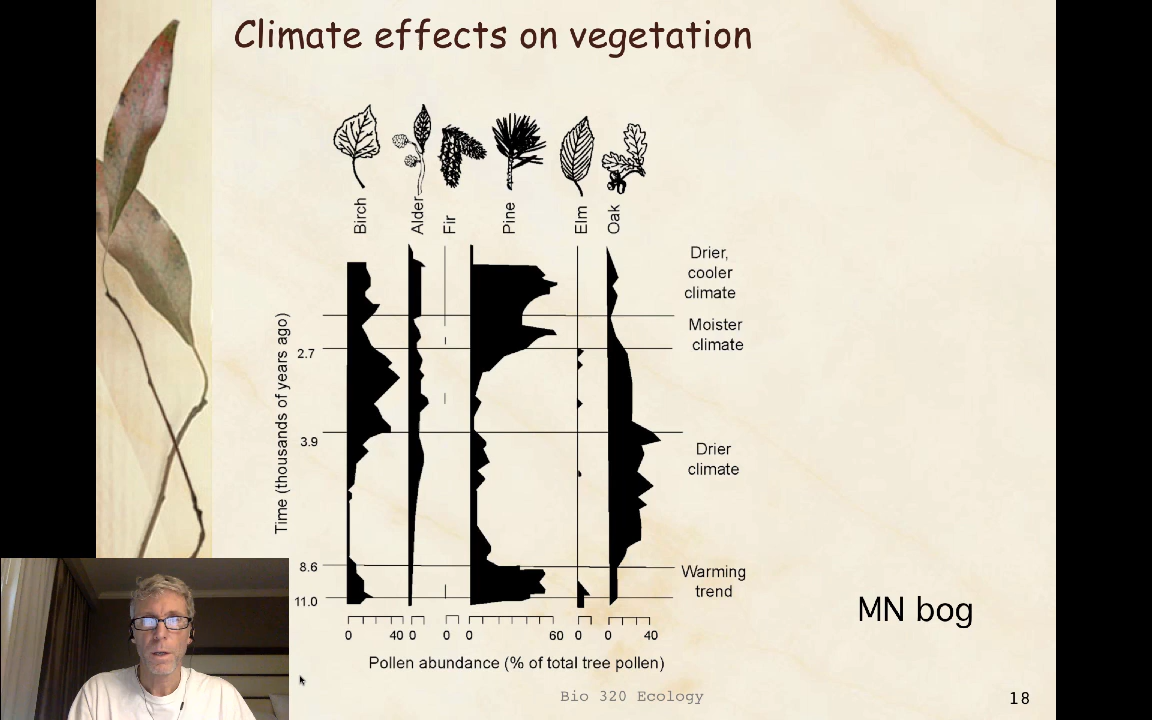 Climate effects on vegetation
Birch
Alder
Fir
Pine
Elm
Oak
Drier,
cooler
climate
Moister
climate
2.7
3.9
Drier
climate
8.6
Warming
trend
11.0
Time (thousands of years ago)
0 40 0 0 0 60 0 0 40
Pollen abundance (% of total tree pollen)
MN bog
Bio 320 Ecology
18